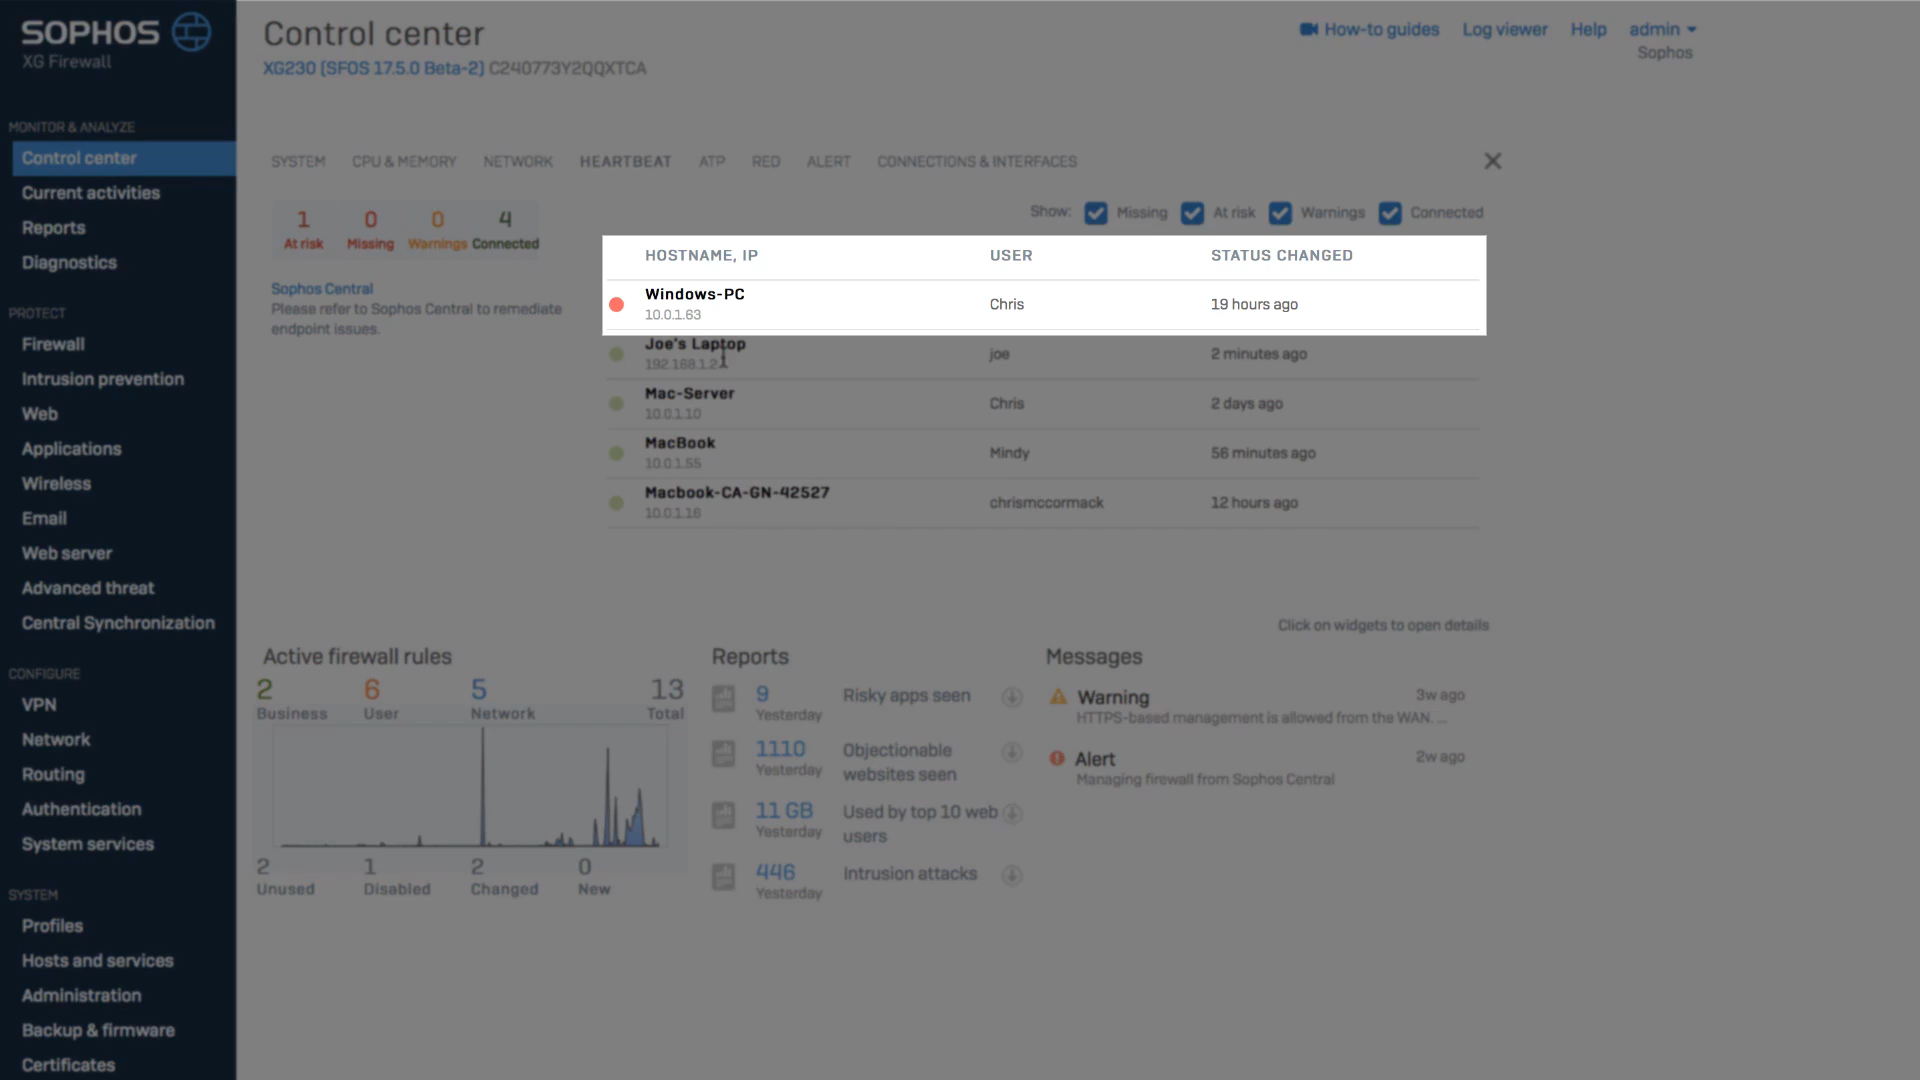 SOPHOS
XG Firewall
Control center
XG230 [SFOS 17.5.0 Beta-2] C240773Y2QQXTCA
How-to guides Log viewer Help admin
Sophos
MONITOR & ANALYZE
Control center
Current activities
Reports
Diagnostics
PROTECT
Firewall
Intrusion prevention
Web
Applications
Wireless
Email
Web server
Advanced threat
Central Synchronization
CONFIGURE
VPN
Network
Routing
Authentication
System services
SYSTEM
Profiles
Hosts and services
Administration
Backup & firmware
Certificates
SYSTEM CPU & MEMORY NETWORK HEARTBEAT ATP RED ALERT CONNECTIONS & INTERFACES
1 0 0 4
At risk Missing Warnings Connected
Show: Missing At risk Warnings Connected
Sophos Central
Please refer to Sophos Central to remediate
endpoint issues.
HOSTNAME, IP USER STATUS CHANGED
Windows-PC
10.0.1.63
Chris 19 hours ago
Joe's Laptop
192.168.1.2
joe 2 minutes ago
Mac-Server
10.0.1.10
Chris 2 days ago
MacBook
10.0.1.55
Mindy 56 minutes ago
Macbook-CA-GN-42527
10.0.1.16
chrismccormack 12 hours ago
Click on widgets to open details
Active firewall rules
2 6 5 13
Business User Network Total
2 1 2 0
Unused Disabled Changed New
Reports
9 Risky apps seen
Yesterday
1110 Objectionable
Yesterday websites seen
11 GB Used by top 10 web
Yesterday users
446 Intrusion attacks
Yesterday
Messages
Warning 3w ago
HTTPS-based management is allowed from the WAN. ...
Alert 2w ago
Managing firewall from Sophos Central